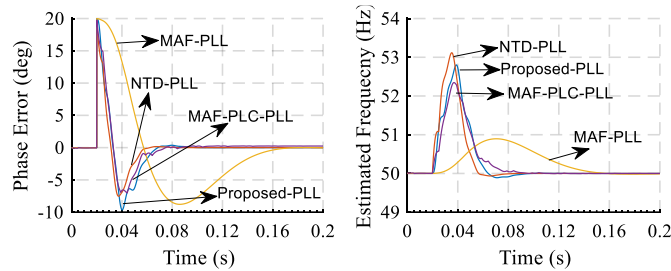 Phase Error (deg)
20
15
10
5
0
-5
-10
0
0.04
0.08
0.12
0.16
0.2
Time (s)
MAF-PLL
NTD-PLL
MAF-PLC-PLL
Proposed-PLL
Estimated Frequecny (Hz)
54
53
52
51
50
49
0
0.04
0.08
0.12
0.16
0.2
Time (s)
NTD-PLL
Proposed-PLL
MAF-PLC-PLL
MAF-PLL